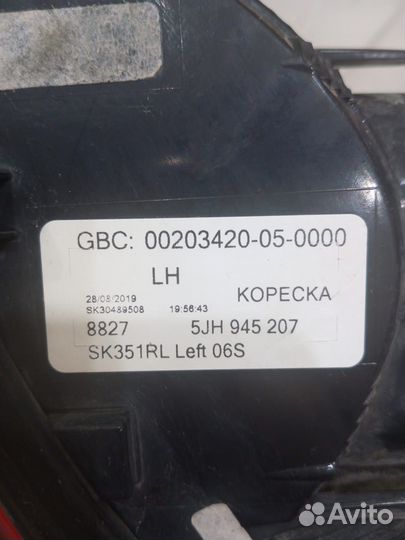 GBC: 00203420-05-0000
LH
28/08/2019
SK30489508 19:56:43 KOPECKA
8827 5JH 945 207
SK351RL Left 06S
Avito